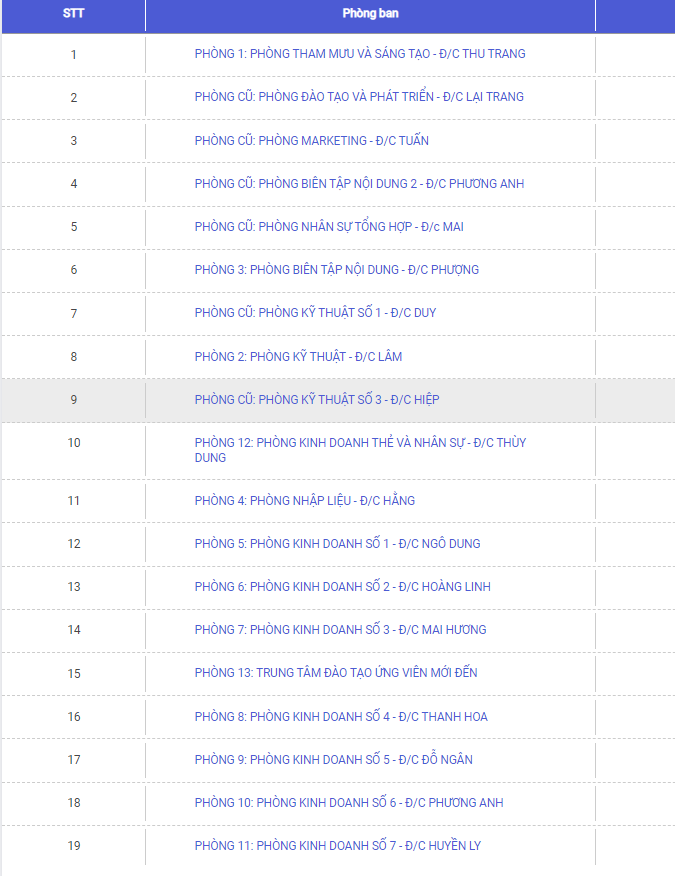 STT Phòng ban
1 PHÒNG 1: PHÒNG THAM MƯU VÀ SÁNG TẠO - Đ/C THU TRANG
2 PHÒNG CŨ: PHÒNG ĐÀO TẠO VÀ PHÁT TRIỂN - Đ/C LẠI TRANG
3 PHÒNG CŨ: PHÒNG MARKETING - Đ/C TUẤN
4 PHÒNG CŨ: PHÒNG BIÊN TẬP NỘI DUNG 2 - Đ/C PHƯƠNG ANH
5 PHÒNG CŨ: PHÒNG NHÂN SỰ TỔNG HỢP - Đ/c MAI
6 PHÒNG 3: PHÒNG BIÊN TẬP NỘI DUNG - Đ/C PHƯỢNG
7 PHÒNG CŨ: PHÒNG KỸ THUẬT SỐ 1 - Đ/C DUY
8 PHÒNG 2: PHÒNG KỸ THUẬT - Đ/C LÂM
9 PHÒNG CŨ: PHÒNG KỸ THUẬT SỐ 3 - Đ/C HIỆP
10 PHÒNG 12: PHÒNG KINH DOANH THẺ VÀ NHÂN SỰ - Đ/C THÙY
DUNG
11 PHÒNG 4: PHÒNG NHẬP LIỆU - Đ/C HẰNG
12 PHÒNG 5: PHÒNG KINH DOANH SỐ 1 - Đ/C NGÔ DUNG
13 PHÒNG 6: PHÒNG KINH DOANH SỐ 2 - Đ/C HOÀNG LINH
14 PHÒNG 7: PHÒNG KINH DOANH SỐ 3 - Đ/C MAI HƯƠNG
15 PHÒNG 13: TRUNG TÂM ĐÀO TẠO ỨNG VIÊN MỚI ĐẾN
16 PHÒNG 8: PHÒNG KINH DOANH SỐ 4 - Đ/C THANH HOA
17 PHÒNG 9: PHÒNG KINH DOANH SỐ 5 - Đ/C ĐỖ NGÂN
18 PHÒNG 10: PHÒNG KINH DOANH SỐ 6 - Đ/C PHƯƠNG ANH
19 PHÒNG 11: PHÒNG KINH DOANH SỐ 7 - Đ/C HUYỀN LY